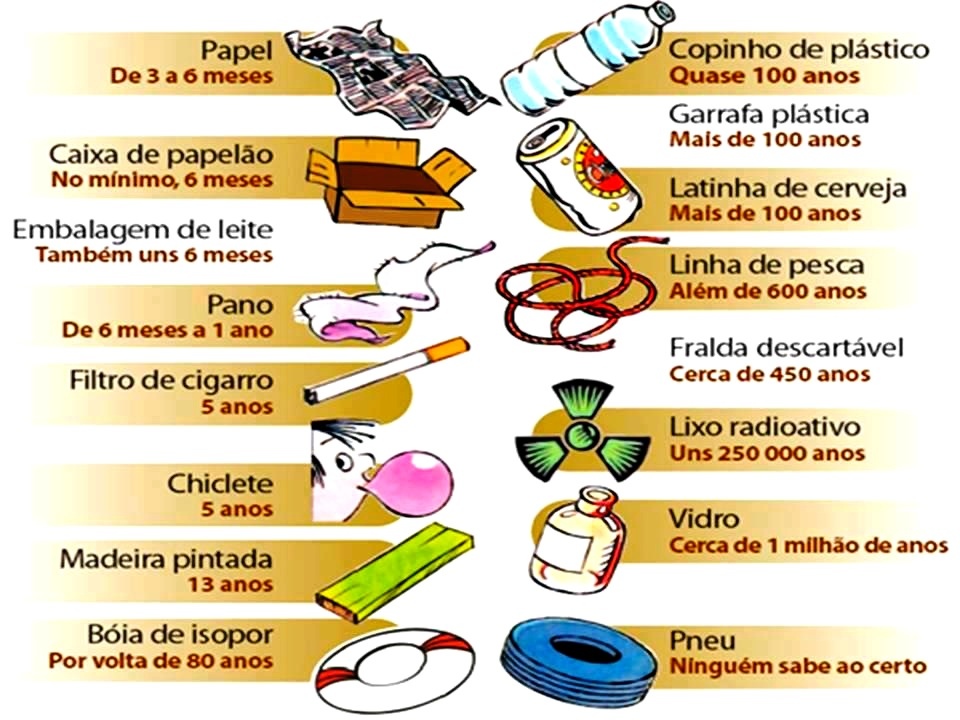 Papel
De 3 a 6 meses
Caixa de papelão
No mínimo, 6 meses
Embalagem de leite
Também uns 6 meses
Pano
De 6 meses a 1 ano
Filtro de cigarro
5 anos
Chiclete
5 anos
Madeira pintada
13 anos
Bóia de isopor
Por volta de 80 anos
Copinho de plástico
Quase 100 anos
Garrafa plástica
Mais de 100 anos
Latinha de cerveja
Mais de 100 anos
Linha de pesca
Além de 600 anos
Fralda descartável
Cerca de 450 anos
Lixo radioativo
Uns 250 000 anos
Vidro
Cerca de 1 milhão de anos
Pneu
Ninguém sabe ao certo